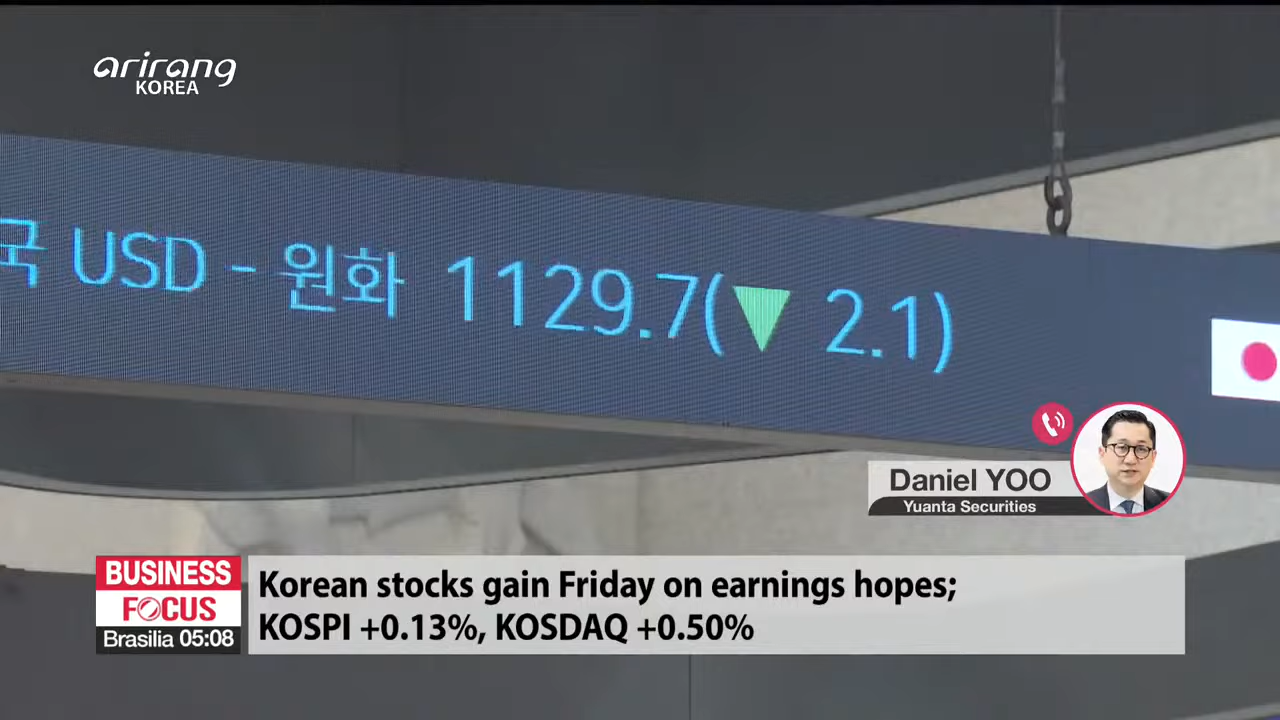 arirang
KOREA
국 USD - 원화 1129.7(▼ 2.1)
Daniel YOO
Yuanta Securities
BUSINESS
FOCUS
Brasilia 05:08
Korean stocks gain Friday on earnings hopes;
KOSPI +0.13%, KOSDAQ +0.50%